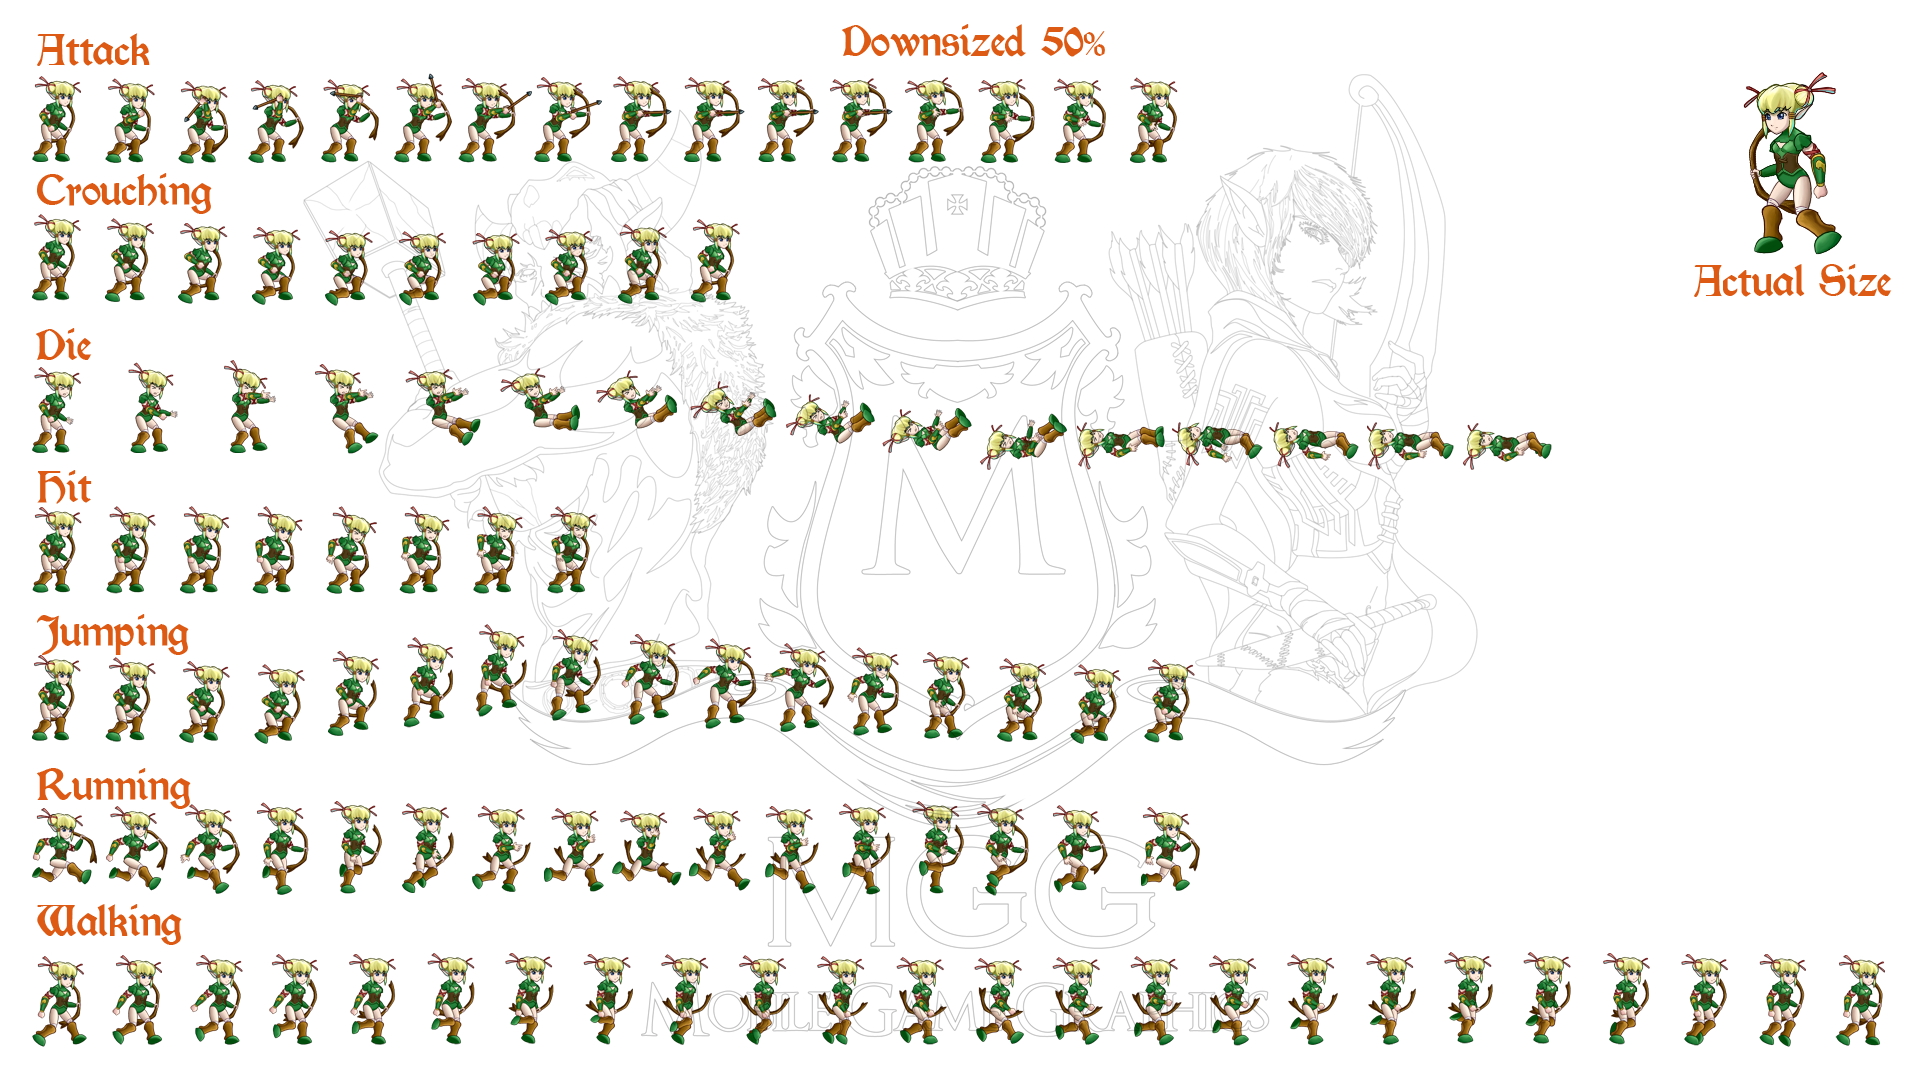 Attack
Downsized 50%
Crouching
Actual Size
Die
Hit
M
Jumping
Running
MGG
Walking
MobileGameGraphics